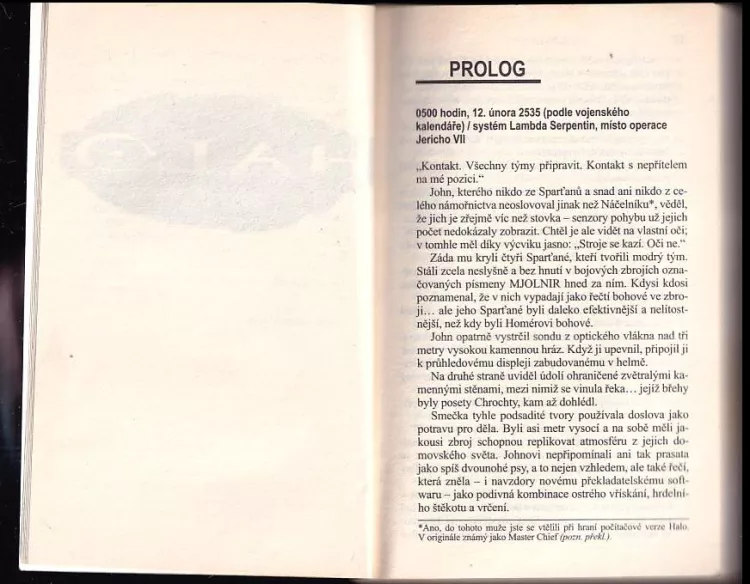 HALO
PROLOG
0500 hodin, 12. února 2535 (podle vojenského
kalendáře) / systém Lambda Serpentin, místo operace
Jericho VII
„Kontakt. Všechny týmy připravit. Kontakt s nepřítelem
na mé pozici.“
John, kterého nikdo ze Sparťanů a snad ani nikdo z ce-
lého námořnictva neoslovoval jinak než Náčelníku*, věděl,
že jich je zřejmě víc než stovka – senzory pohybu už jejich
počet nedokázaly zobrazit. Chtěl je ale vidět na vlastní oči;
v tomhle měl díky výcviku jasno: „Stroje se kazí. Oči ne.“
Záda mu kryli čtyři Sparťané, kteří tvořili modrý tým.
Stáli zcela neslyšně a bez hnutí v bojových zbrojích ozna-
čovaných písmeny MJOLNIR hned za ním. Kdysi kdosi
poznamenal, že v nich vypadají jako řečtí bohové ve zbro-
ji… ale jeho Sparťané byli daleko efektivnější a nelítost-
nější, než kdy byli Homérovi bohové.
John opatrně vystrčil sondu z optického vlákna nad tři
metry vysokou kamennou hráz. Když ji upevnil, připojil ji
k průhledovému displeji zabudovanému v helmě.
Na druhé straně uviděl údolí ohraničené zvětralými ka-
mennými stěnami, mezi nimiž se vinula řeka… jejíž břehy
byly posety Chrochty, kam až dohlédl.
Smečka tyhle podsadité tvory používala doslova jako
potravu pro děla. Byli asi metr vysocí a na sobě měli ja-
kousi zbroj schopnou replikovat atmosféru z jejich do-
movského světa. Johnovi nepřipomínali ani tak prasata
jako spíš dvounohé psy, a to nejen vzhledem, ale také řečí,
která zněla – i navzdory novému překladatelskému soft-
waru – jako podivná kombinace ostrého vřískání, hrdelní-
ho štěkotu a vrčení.
*Ano, do tohoto muže jste se vtělili při hraní počítačové verze Halo.
V originále známý jako Master Chief (pozn. překl.).